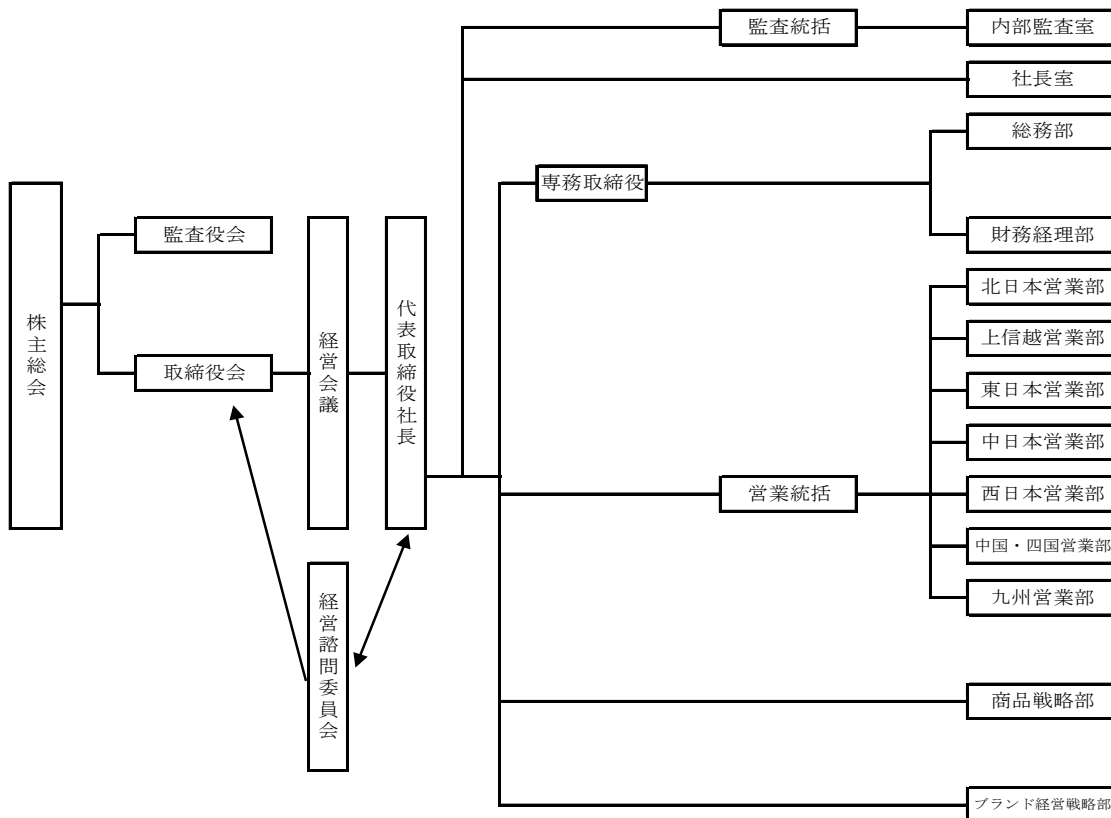 監査統括
内部監査室
社長室
総務部
専務取締役
財務経理部
株主総会
監査役会
取締役会
経営会議
代表取締役社長
経営諮問委員会
北日本営業部
上信越営業部
東日本営業部
中日本営業部
営業統括
西日本営業部
中国・四国営業部
九州営業部
商品戦略部
ブランド経営戦略部